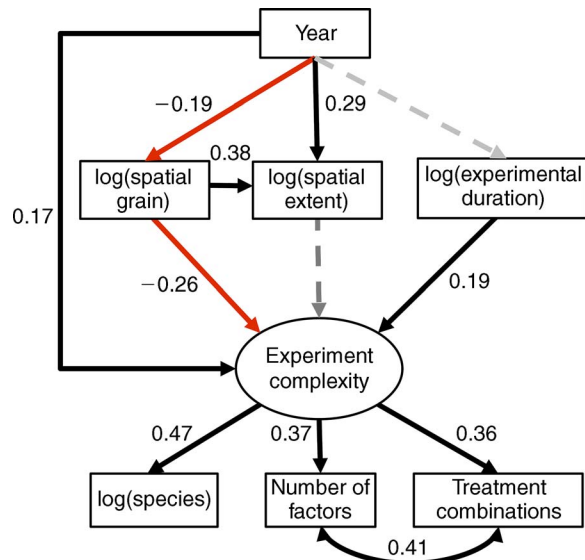 Year
−0.19
0.29
0.38
log(spatial
grain)
log(spatial
extent)
log(experimental
duration)
0.17
−0.26
0.19
Experiment
complexity
0.47
0.37
0.36
log(species)
Number of
factors
Treatment
combinations
0.41